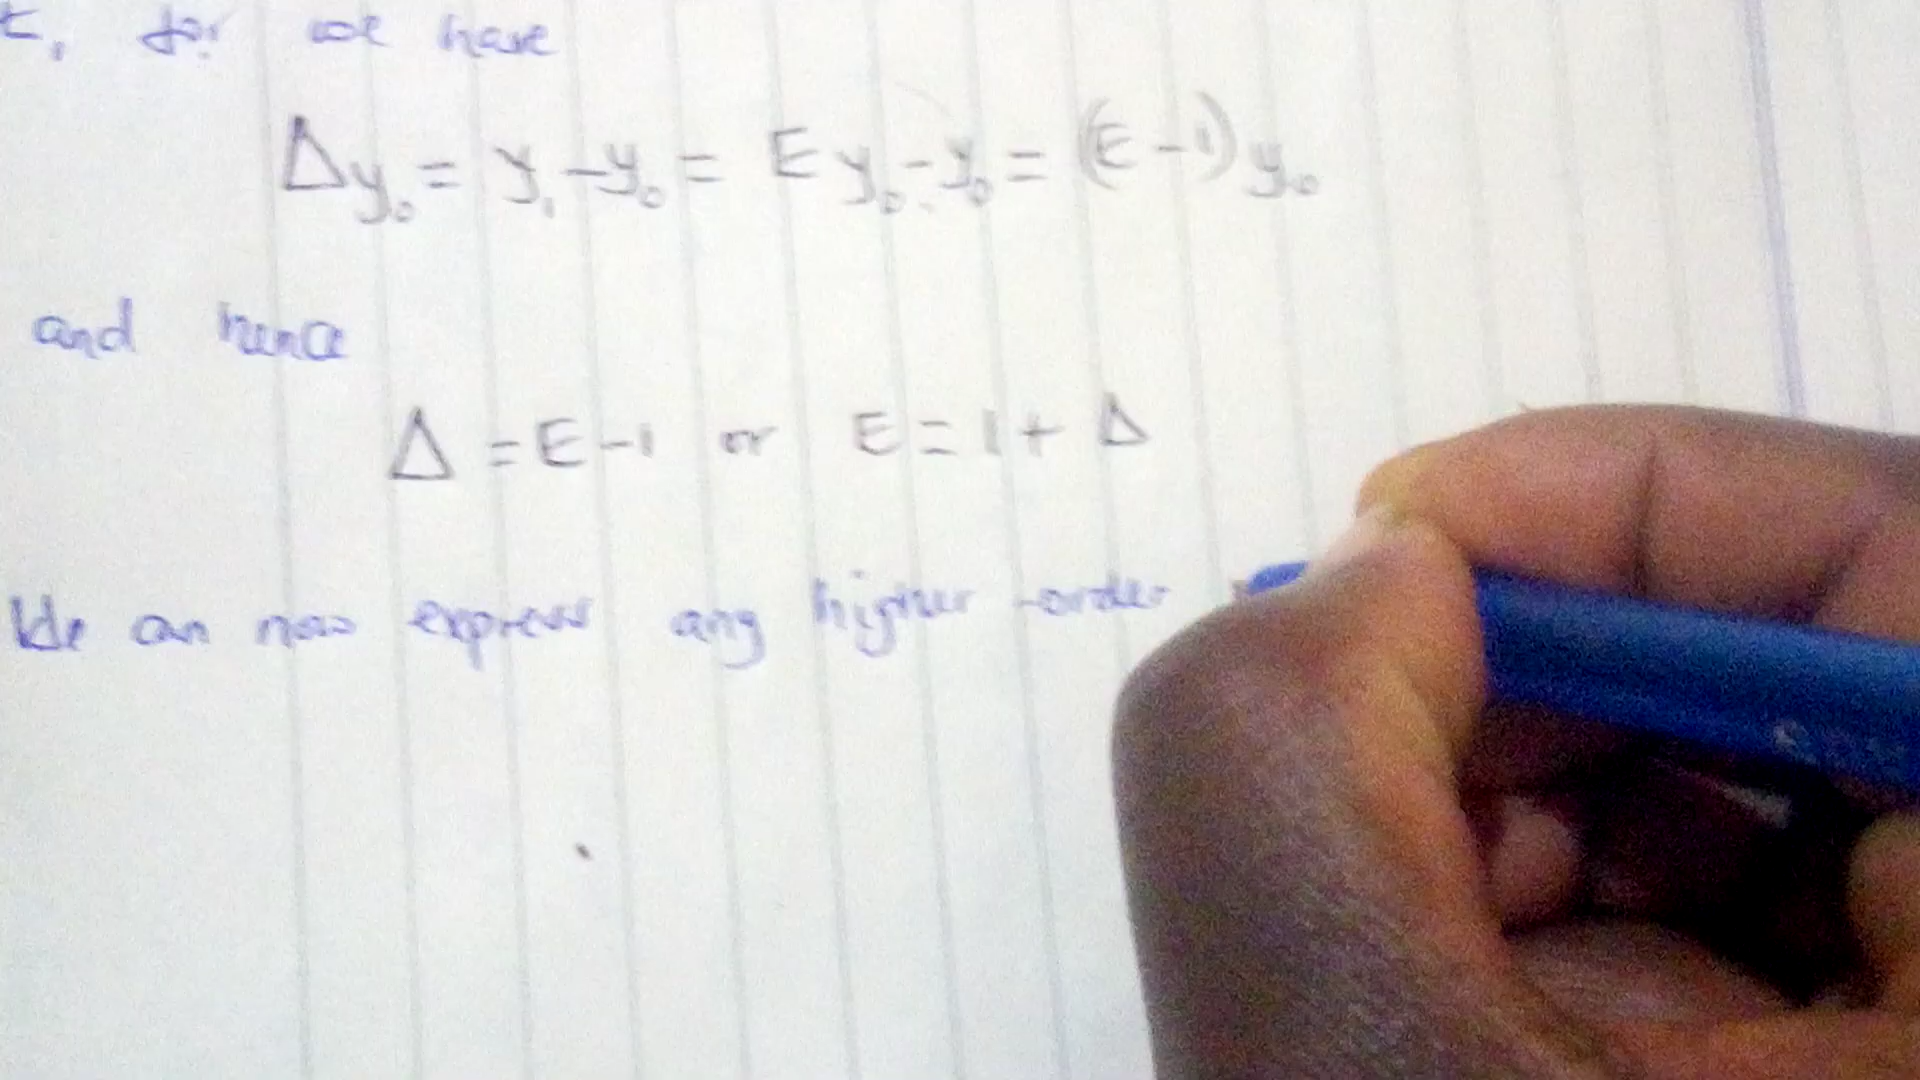 t, for we have
Δy₀ = y₁ - y₀ = Ey₀ - y₀ = (E - 1) y₀
and hence
Δ = E - 1 or E = 1 + Δ
We can now express any higher-order